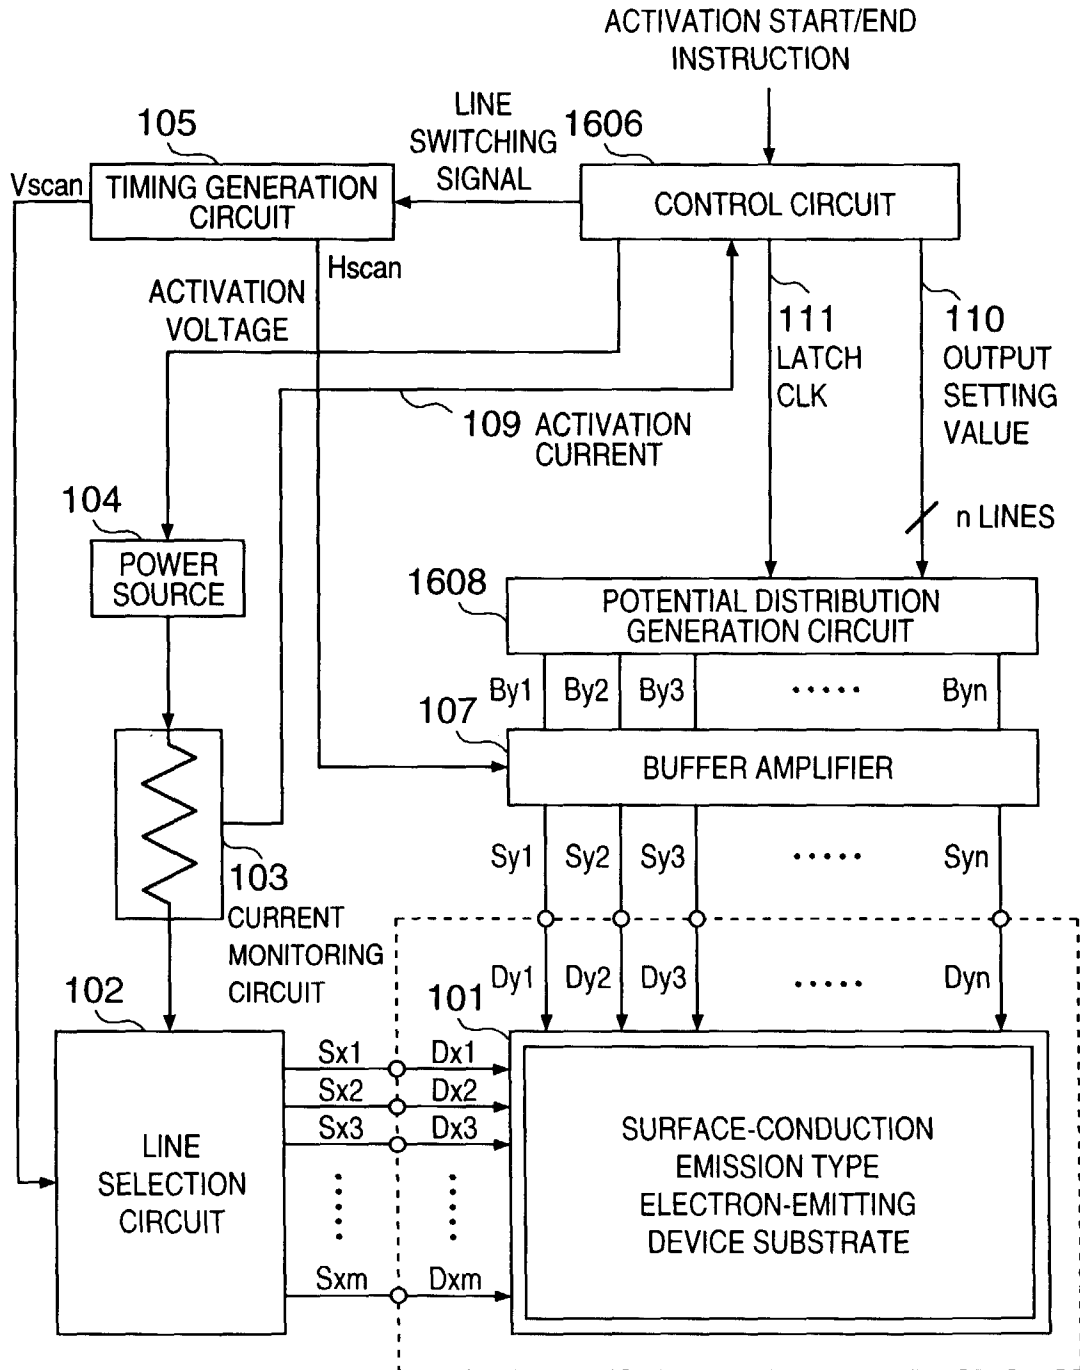 ACTIVATION START/END
INSTRUCTION
LINE
SWITCHING
SIGNAL
105
1606
Vscan
TIMING GENERATION
CIRCUIT
CONTROL CIRCUIT
Hscan
ACTIVATION
VOLTAGE
111
LATCH
CLK
110
OUTPUT
SETTING
VALUE
109 ACTIVATION
CURRENT
n LINES
104
POWER
SOURCE
1608
POTENTIAL DISTRIBUTION
GENERATION CIRCUIT
By1 By2 By3 ..... Byn
107
BUFFER AMPLIFIER
Sy1 Sy2 Sy3 ..... Syn
103
CURRENT
MONITORING
CIRCUIT
Dy1 Dy2 Dy3 ..... Dyn
102
101
LINE
SELECTION
CIRCUIT
Sx1 Dx1
Sx2 Dx2
Sx3 Dx3
Sxm Dxm
SURFACE-CONDUCTION
EMISSION TYPE
ELECTRON-EMITTING
DEVICE SUBSTRATE